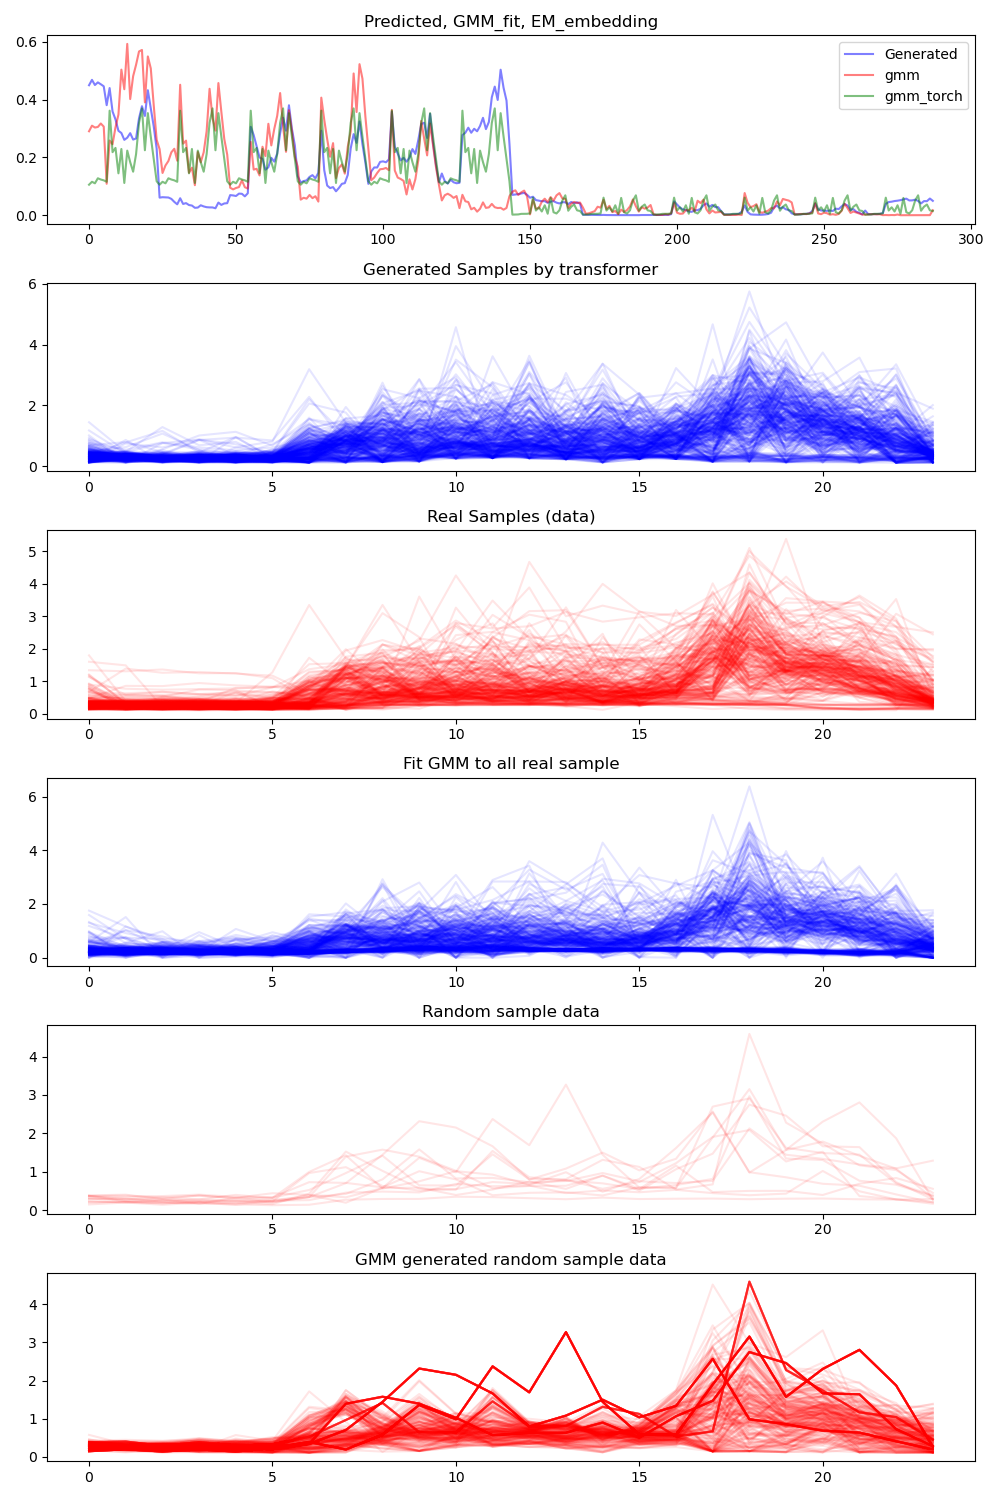 Predicted, GMM_fit, EM_embedding
0.6
0.4
0.2
0.0
Generated
gmm
gmm_torch
0 50 100 150 200 250 300
Generated Samples by transformer
6
4
2
0
0 5 10 15 20
Real Samples (data)
5
4
3
2
1
0
0 5 10 15 20
Fit GMM to all real sample
6
4
2
0
0 5 10 15 20
Random sample data
4
3
2
1
0
0 5 10 15 20
GMM generated random sample data
4
3
2
1
0
0 5 10 15 20